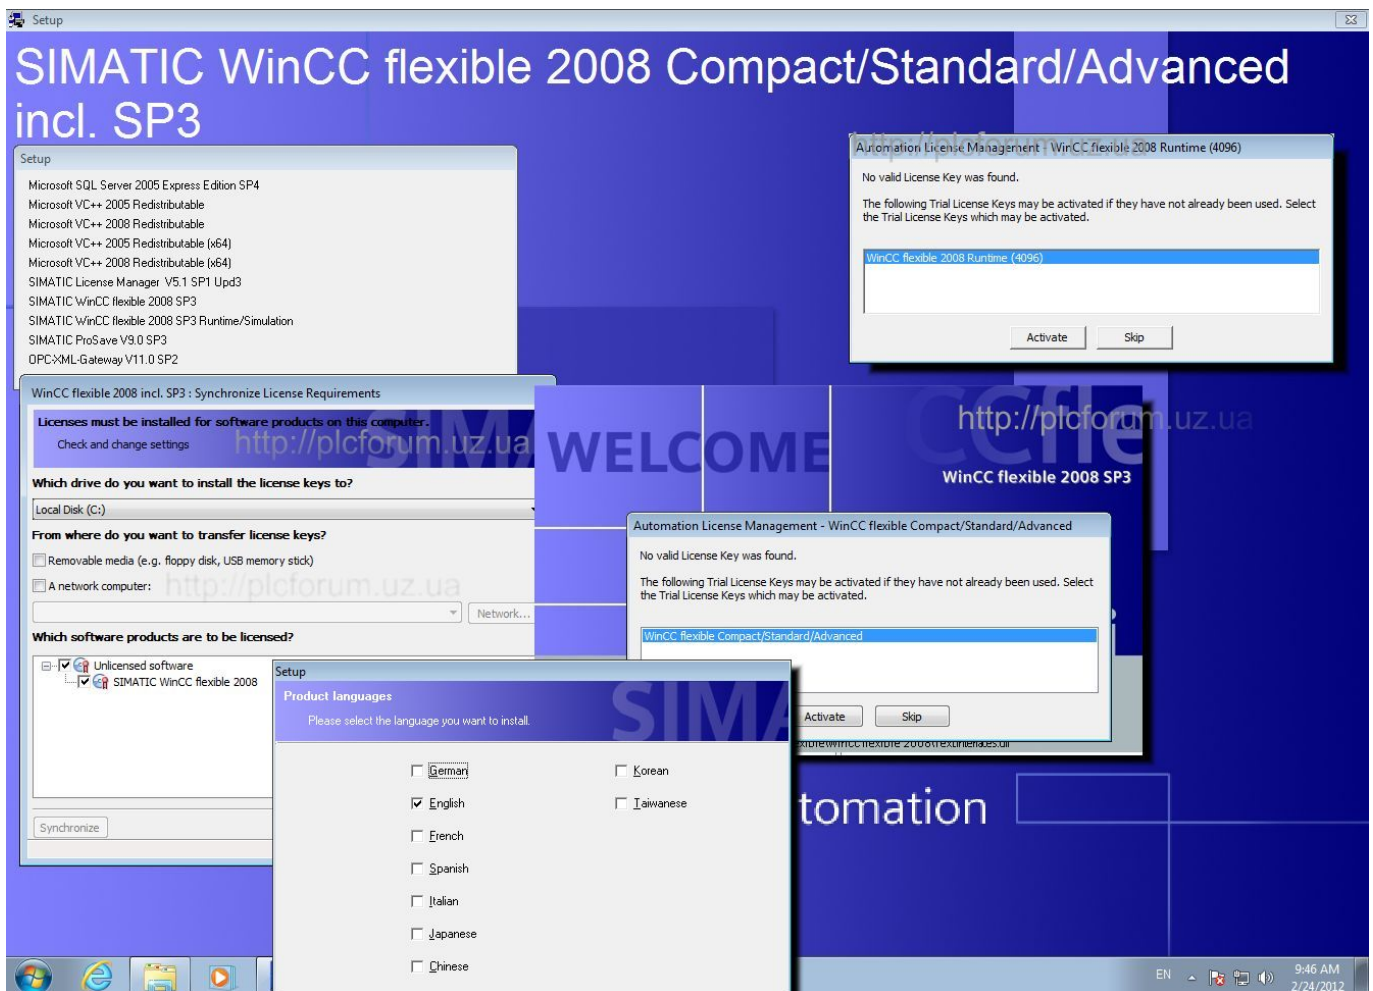 Setup
SIMATIC WinCC flexible 2008 Compact/Standard/Advanced
incl. SP3
Setup
Microsoft SQL Server 2005 Express Edition SP4
Microsoft VC++ 2005 Redistributable
Microsoft VC++ 2008 Redistributable
Microsoft VC++ 2005 Redistributable (x64)
Microsoft VC++ 2008 Redistributable (x64)
SIMATIC License Manager V5.1 SP1 Upd3
SIMATIC WinCC flexible 2008 SP3
SIMATIC WinCC flexible 2008 SP3 Runtime/Simulation
SIMATIC ProSave V9.0 SP3
OPC-XML-Gateway V11.0 SP2
http://plcforum.uz.ua
Automation License Management - WinCC flexible 2008 Runtime (4096)
No valid License Key was found.
The following Trial License Keys may be activated if they have not already been used. Select
the Trial License Keys which may be activated.
WinCC flexible 2008 Runtime (4096)
Activate Skip
WinCC flexible 2008 incl. SP3 : Synchronize License Requirements
Licenses must be installed for software products on this computer.
Check and change settings
http://plcforum.uz.ua
Which drive do you want to install the license keys to?
Local Disk (C:)
From where do you want to transfer license keys?
Removable media (e.g. floppy disk, USB memory stick)
A network computer:
http://plcforum.uz.ua
Network...
Which software products are to be licensed?
Unlicensed software
SIMATIC WinCC flexible 2008
Synchronize
WELCOME
CCfle
http://plcforum.uz.ua
WinCC flexible 2008 SP3
Automation License Management - WinCC flexible Compact/Standard/Advanced
No valid License Key was found.
The following Trial License Keys may be activated if they have not already been used. Select
the Trial License Keys which may be activated.
WinCC flexible Compact/Standard/Advanced
Activate Skip
Setup
Product languages
Please select the language you want to install.
SIMA
German
English
French
Spanish
Italian
Japanese
Chinese
Korean
Taiwanese
tomation
EN
9:46 AM
2/24/2012